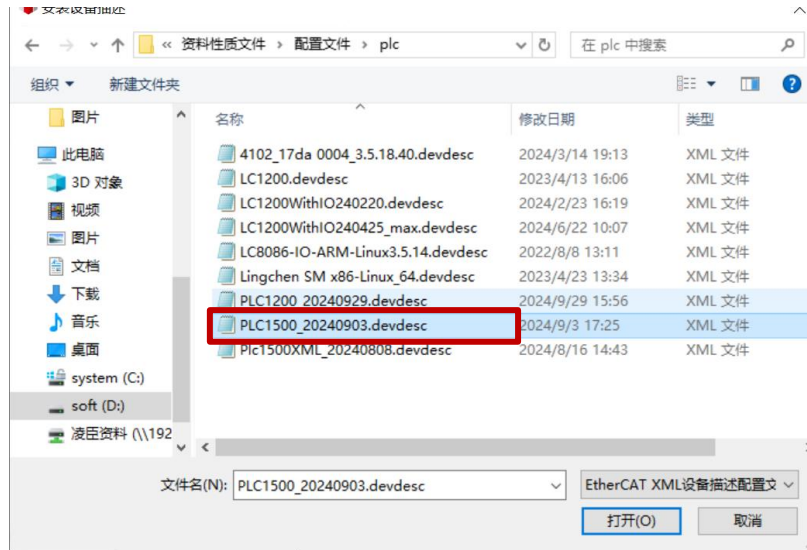 安装设备描述
« 资料性质文件 › 配置文件 › plc
在 plc 中搜索
组织 新建文件夹
图片
此电脑
3D 对象
视频
图片
文档
下载
音乐
桌面
system (C:)
soft (D:)
凌臣资料 (\\192
名称 修改日期 类型
4102_17da 0004_3.5.18.40.devdesc 2024/3/14 19:13 XML 文件
LC1200.devdesc 2023/4/13 16:06 XML 文件
LC1200WithIO240220.devdesc 2024/2/23 16:19 XML 文件
LC1200WithIO240425_max.devdesc 2024/6/22 10:07 XML 文件
LC8086-IO-ARM-Linux3.5.14.devdesc 2022/8/8 13:11 XML 文件
Lingchen SM x86-Linux_64.devdesc 2023/4/23 13:34 XML 文件
PLC1200_20240929.devdesc 2024/9/29 15:56 XML 文件
PLC1500_20240903.devdesc 2024/9/3 17:25 XML 文件
Plc1500XML_20240808.devdesc 2024/8/16 14:43 XML 文件
文件名(N): PLC1500_20240903.devdesc EtherCAT XML设备描述配置文
打开(O) 取消